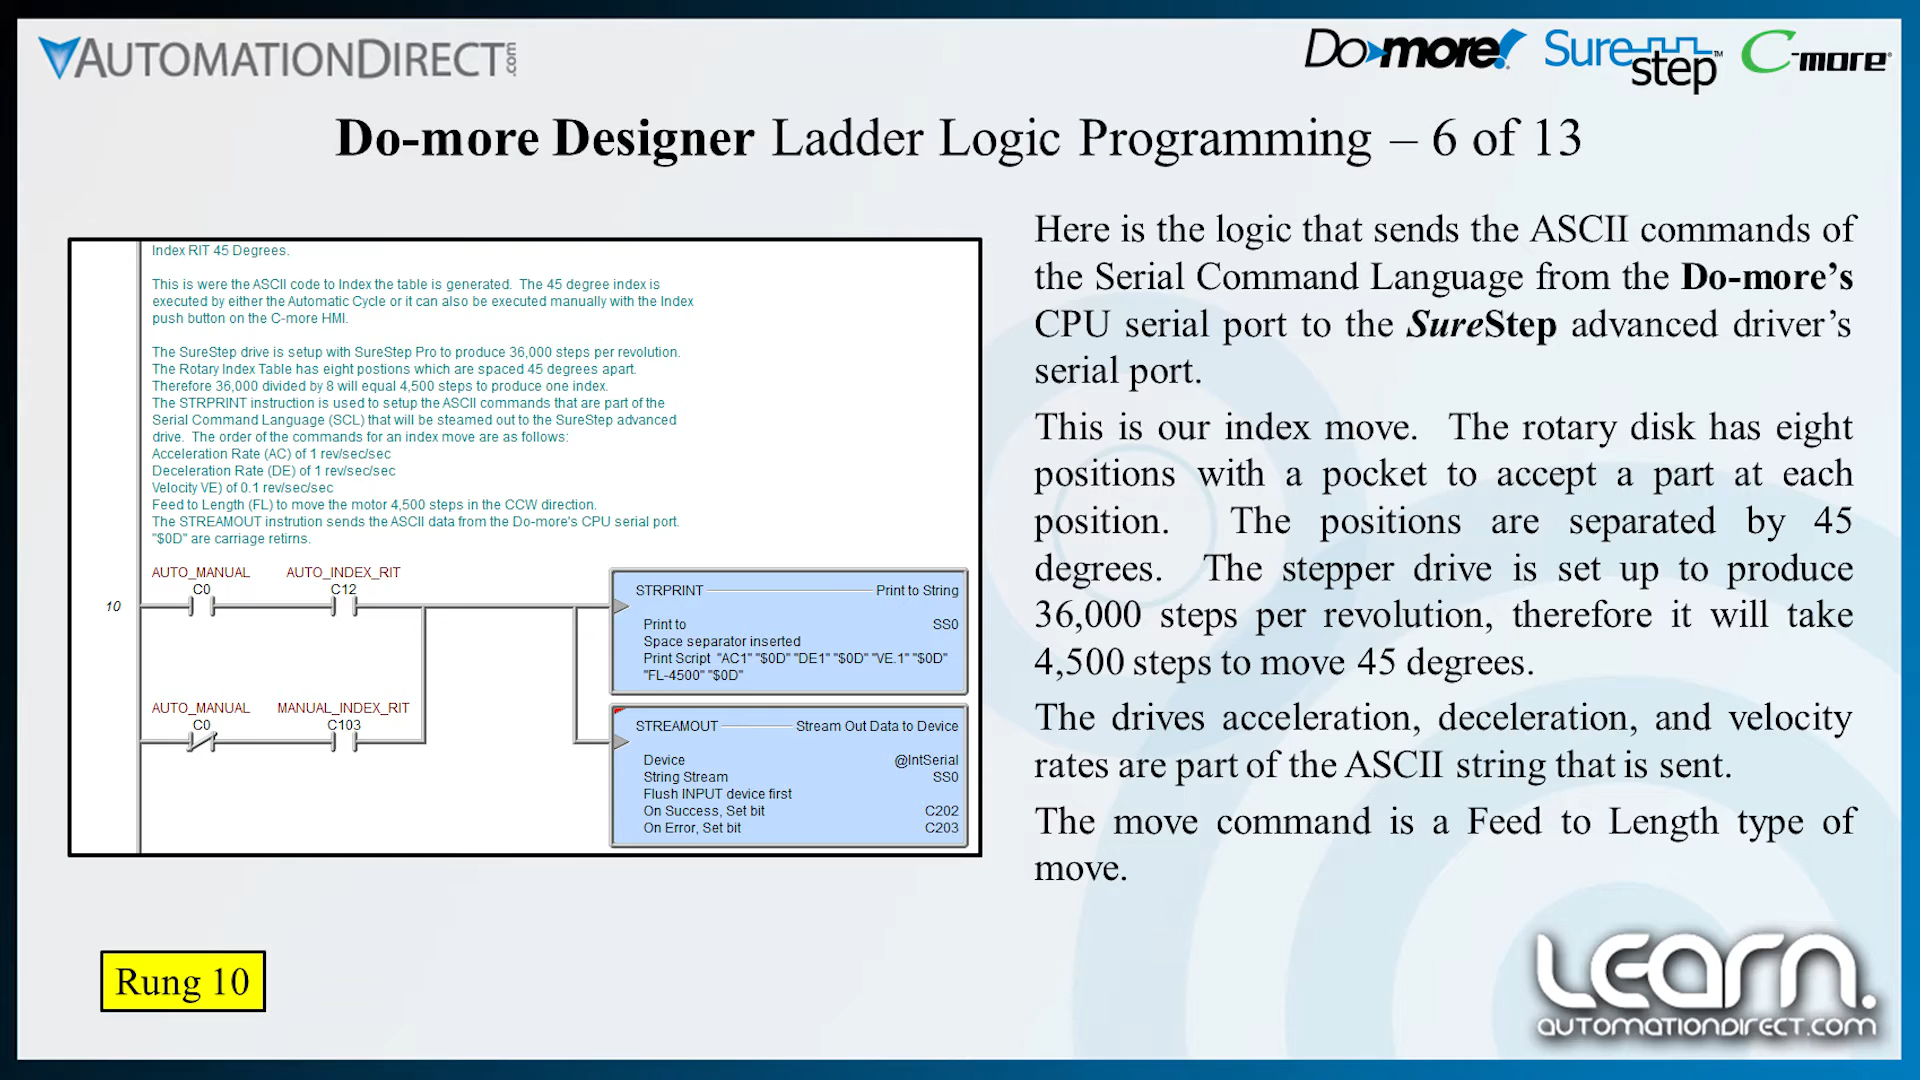 AUTOMATIONDIRECT.com
Do-more! SureStep™ C-more®
Do-more Designer Ladder Logic Programming – 6 of 13
Index RIT 45 Degrees.
This is were the ASCII code to Index the table is generated. The 45 degree index is
executed by either the Automatic Cycle or it can also be executed manually with the Index
push button on the C-more HMI.
The SureStep drive is setup with SureStep Pro to produce 36,000 steps per revolution.
The Rotary Index Table has eight postions which are spaced 45 degrees apart.
Therefore 36,000 divided by 8 will equal 4,500 steps to produce one index.
The STRPRINT instruction is used to setup the ASCII commands that are part of the
Serial Command Language (SCL) that will be steamed out to the SureStep advanced
drive. The order of the commands for an index move are as follows:
Acceleration Rate (AC) of 1 rev/sec/sec
Deceleration Rate (DE) of 1 rev/sec/sec
Velocity VE) of 0.1 rev/sec/sec
Feed to Length (FL) to move the motor 4,500 steps in the CCW direction.
The STREAMOUT instrution sends the ASCII data from the Do-more's CPU serial port.
"$0D" are carriage retirns.
AUTO_MANUAL AUTO_INDEX_RIT
C0 C12
10
STRPRINT Print to String
Print to SS0
Space separator inserted
Print Script "AC1" "$0D" "DE1" "$0D" "VE.1" "$0D"
"FL-4500" "$0D"
AUTO_MANUAL MANUAL_INDEX_RIT
C0 C103
STREAMOUT Stream Out Data to Device
Device @IntSerial
String Stream SS0
Flush INPUT device first
On Success, Set bit C202
On Error, Set bit C203
Here is the logic that sends the ASCII commands of
the Serial Command Language from the Do-more’s
CPU serial port to the SureStep advanced driver’s
serial port.
This is our index move. The rotary disk has eight
positions with a pocket to accept a part at each
position. The positions are separated by 45
degrees. The stepper drive is set up to produce
36,000 steps per revolution, therefore it will take
4,500 steps to move 45 degrees.
The drives acceleration, deceleration, and velocity
rates are part of the ASCII string that is sent.
The move command is a Feed to Length type of
move.
Rung 10
LEARN.
AUTOMATIONDIRECT.COM